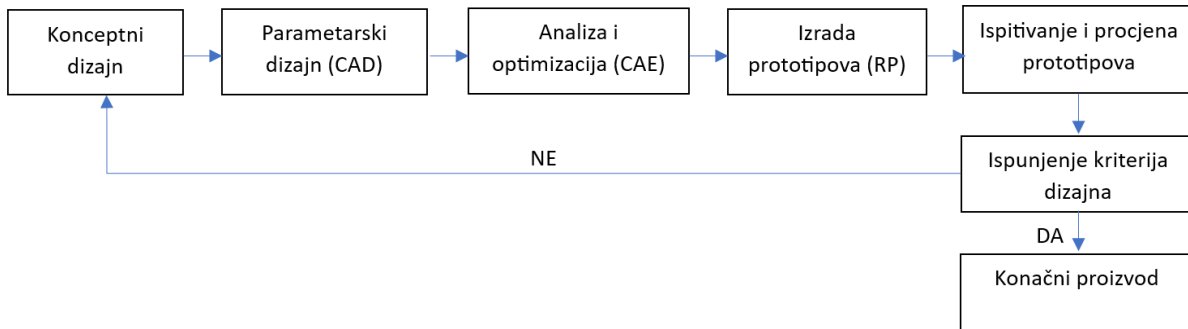 Konceptni
dizajn
Parametarski
dizajn (CAD)
Analiza i
optimizacija (CAE)
Izrada
prototipova (RP)
Ispitivanje i procjena
prototipova
NE
Ispunjenje kriterija
dizajna
DA
Konačni proizvod